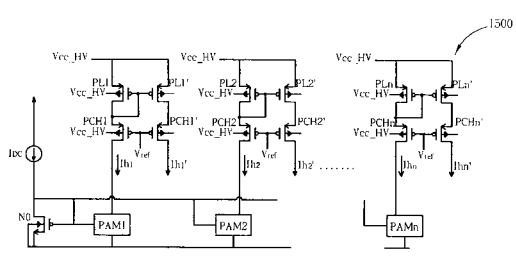 1500
Vcc_HV Vcc_HV Vcc_HV
PL1 PL1' PL2 PL2' PLn PLn'
Vcc_HV Vcc_HV Vcc_HV
PCH1 PCH1' PCH2 PCH2' PCHn PCHn'
Vcc_HV Vcc_HV Vcc_HV
IDC
Vref Vref Vref
Ih1 Ih1' Ih2 Ih2' ...... Ihn Ihn'
N0
PAM1 PAM2 PAMn